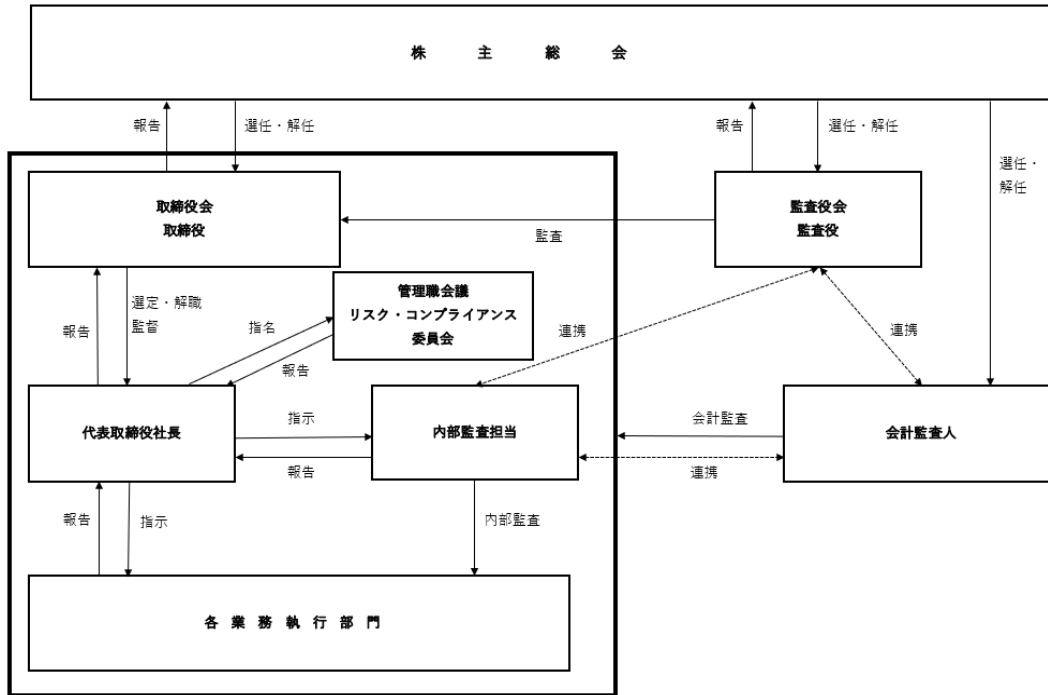 株主総会
報告
選任・解任
報告
選任・解任
選任・
解任
取締役会
取締役
監査役会
監査役
監査
管理職会議
リスク・コンプライアンス
委員会
選定・解職
監督
報告
指名
報告
連携
連携
代表取締役社長
指示
報告
内部監査担当
会計監査
連携
会計監査人
報告
指示
内部監査
各業務執行部門